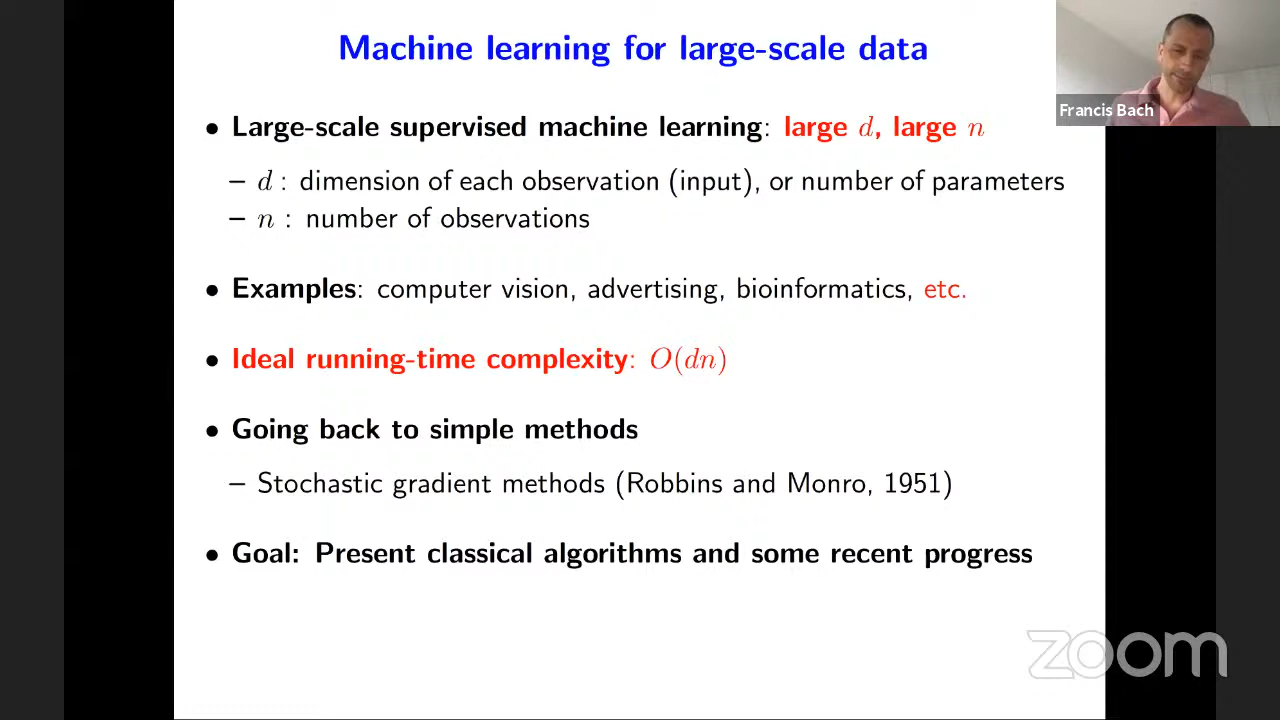 Machine learning for large-scale data
Francis Bach
• Large-scale supervised machine learning: large d, large n
– d : dimension of each observation (input), or number of parameters
– n : number of observations
• Examples: computer vision, advertising, bioinformatics, etc.
• Ideal running-time complexity: O(dn)
• Going back to simple methods
– Stochastic gradient methods (Robbins and Monro, 1951)
• Goal: Present classical algorithms and some recent progress
zoom